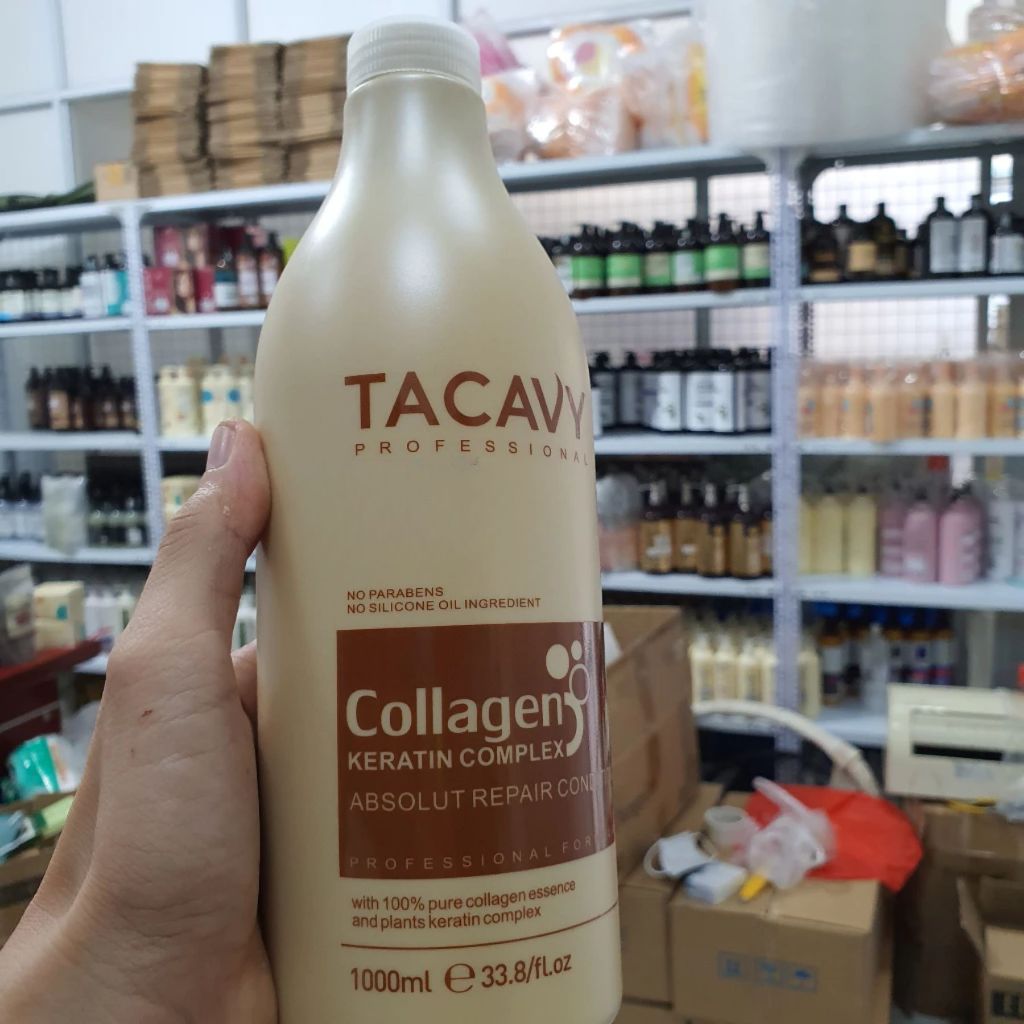 TACAVY
PROFESSIONAL
NO PARABENS
NO SILICONE OIL INGREDIENT
Collagen
KERATIN COMPLEX
ABSOLUT REPAIR COND
PROFESSIONAL FOR
with 100% pure collagen essence
and plants keratin complex
1000ml e 33.8/fl.oz